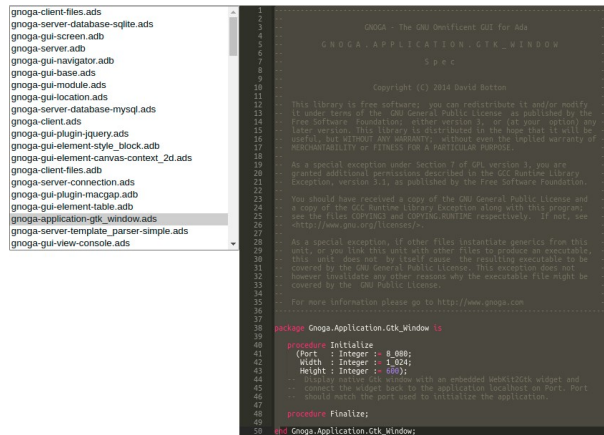 gnoga-client-files.ads
gnoga-server-database-sqlite.ads
gnoga-gui-screen.adb
gnoga-server.adb
gnoga-gui-navigator.adb
gnoga-gui-base.ads
gnoga-gui-module.ads
gnoga-gui-location.ads
gnoga-server-database-mysql.ads
gnoga-client.ads
gnoga-gui-plugin-jquery.ads
gnoga-gui-element-style_block.adb
gnoga-gui-element-canvas-context_2d.ads
gnoga-client-files.adb
gnoga-server-connection.ads
gnoga-gui-plugin-macgap.adb
gnoga-gui-element-table.adb
gnoga-application-gtk_window.ads
gnoga-server-template_parser-simple.ads
gnoga-gui-view-console.ads
1 ------------------------------------------------------------------------------
2 --
3 -- GNOGA - The GNU Omnificent GUI for Ada
4 --
5 -- G N O G A . A P P L I C A T I O N . G T K _ W I N D O W
6 --
7 -- S p e c
8 --
9 --
10 -- Copyright (C) 2014 David Botton
11 --
12 -- This library is free software; you can redistribute it and/or modify
13 -- it under terms of the GNU General Public License as published by the
14 -- Free Software Foundation; either version 3, or (at your option) any
15 -- later version. This library is distributed in the hope that it will be
16 -- useful, but WITHOUT ANY WARRANTY; without even the implied warranty of
17 -- MERCHANTABILITY or FITNESS FOR A PARTICULAR PURPOSE.
18 --
19 -- As a special exception under Section 7 of GPL version 3, you are
20 -- granted additional permissions described in the GCC Runtime Library
21 -- Exception, version 3.1, as published by the Free Software Foundation.
22 --
23 -- You should have received a copy of the GNU General Public License and
24 -- a copy of the GCC Runtime Library Exception along with this program;
25 -- see the files COPYING3 and COPYING.RUNTIME respectively. If not, see
26 -- <http://www.gnu.org/licenses/>.
27 --
28 -- As a special exception, if other files instantiate generics from this
29 -- unit, or you link this unit with other files to produce an executable,
30 -- this unit does not by itself cause the resulting executable to be
31 -- covered by the GNU General Public License. This exception does not
32 -- however invalidate any other reasons why the executable file might be
33 -- covered by the GNU Public License.
34 --
35 -- For more information please go to http://www.gnoga.com
36 ------------------------------------------------------------------------------
37
38 package Gnoga.Application.Gtk_Window is
39
40 procedure Initialize
41 (Port : Integer := 8_080;
42 Width : Integer := 1_024;
43 Height : Integer := 600);
44 -- Display native Gtk window with an embedded WebKit2Gtk widget and
45 -- connect the widget back to the application localhost on Port. Port
46 -- should match the port used to initialize the application.
47
48 procedure Finalize;
49
50 end Gnoga.Application.Gtk_Window;